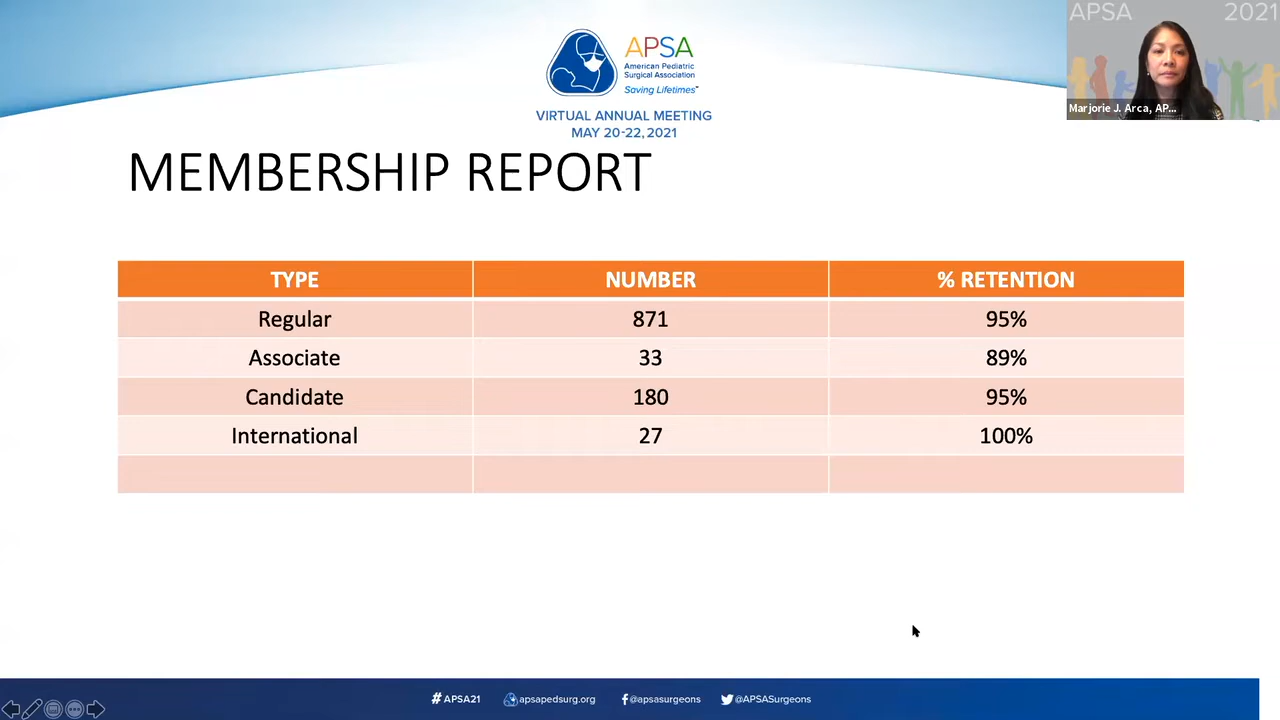 APSA 2021
APSA
American Pediatric
Surgical Association
Saving Lifetimes™
Marjorie J. Arca, AP...
VIRTUAL ANNUAL MEETING
MAY 20-22, 2021
MEMBERSHIP REPORT
TYPE NUMBER % RETENTION
Regular 871 95%
Associate 33 89%
Candidate 180 95%
International 27 100%
#APSA21 apsapedsurg.org @apsasurgeons @APSASurgeons